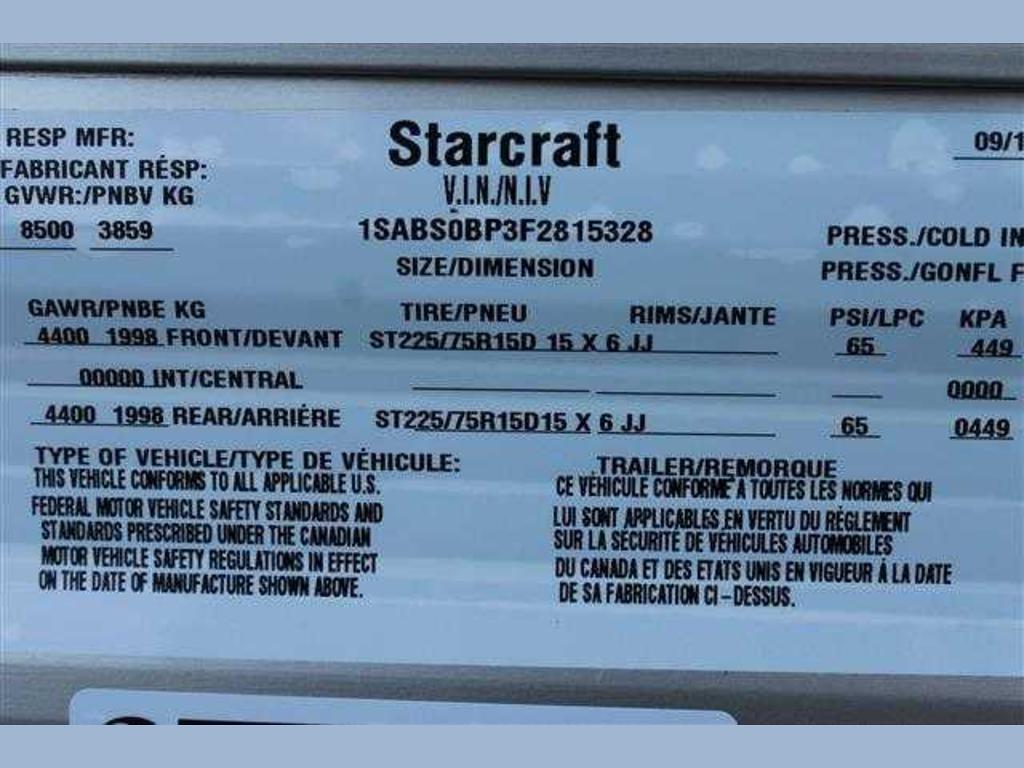 RESP MFR:
Starcraft
09/1
FABRICANT RÉSP:
V.I.N./N.I.V
GVWR:/PNBV KG
8500 3859
1SABS0BP3F2815328
PRESS./COLD IN
SIZE/DIMENSION
PRESS./GONFL F
GAWR/PNBE KG TIRE/PNEU RIMS/JANTE PSI/LPC KPA
4400 1998 FRONT/DEVANT ST225/75R15D 15 X 6 JJ 65 449
00000 INT/CENTRAL 0000
4400 1998 REAR/ARRIÈRE ST225/75R15D15 X 6 JJ 65 0449
TYPE OF VEHICLE/TYPE DE VÉHICULE: TRAILER/REMORQUE
THIS VEHICLE CONFORMS TO ALL APPLICABLE U.S.
FEDERAL MOTOR VEHICLE SAFETY STANDARDS AND
STANDARDS PRESCRIBED UNDER THE CANADIAN
MOTOR VEHICLE SAFETY REGULATIONS IN EFFECT
ON THE DATE OF MANUFACTURE SHOWN ABOVE.
CE VÉHICULE CONFORME A TOUTES LES NORMES QUI
LUI SONT APPLICABLES EN VERTU DU RÈGLEMENT
SUR LA SECURITE DE VEHICULES AUTOMOBILES
DU CANADA ET DES ETATS UNIS EN VIGUEUR À LA DATE
DE SA FABRICATION CI-DESSUS.